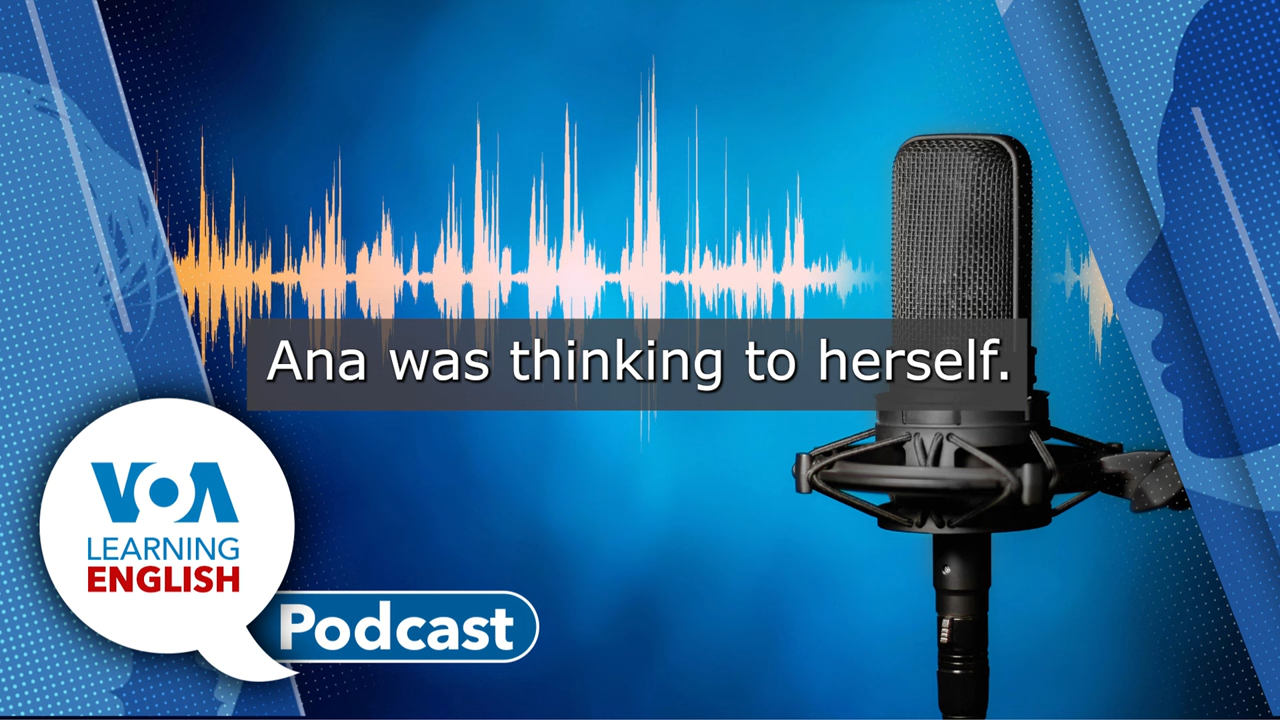 Ana was thinking to herself.
VOA
LEARNING
ENGLISH
Podcast